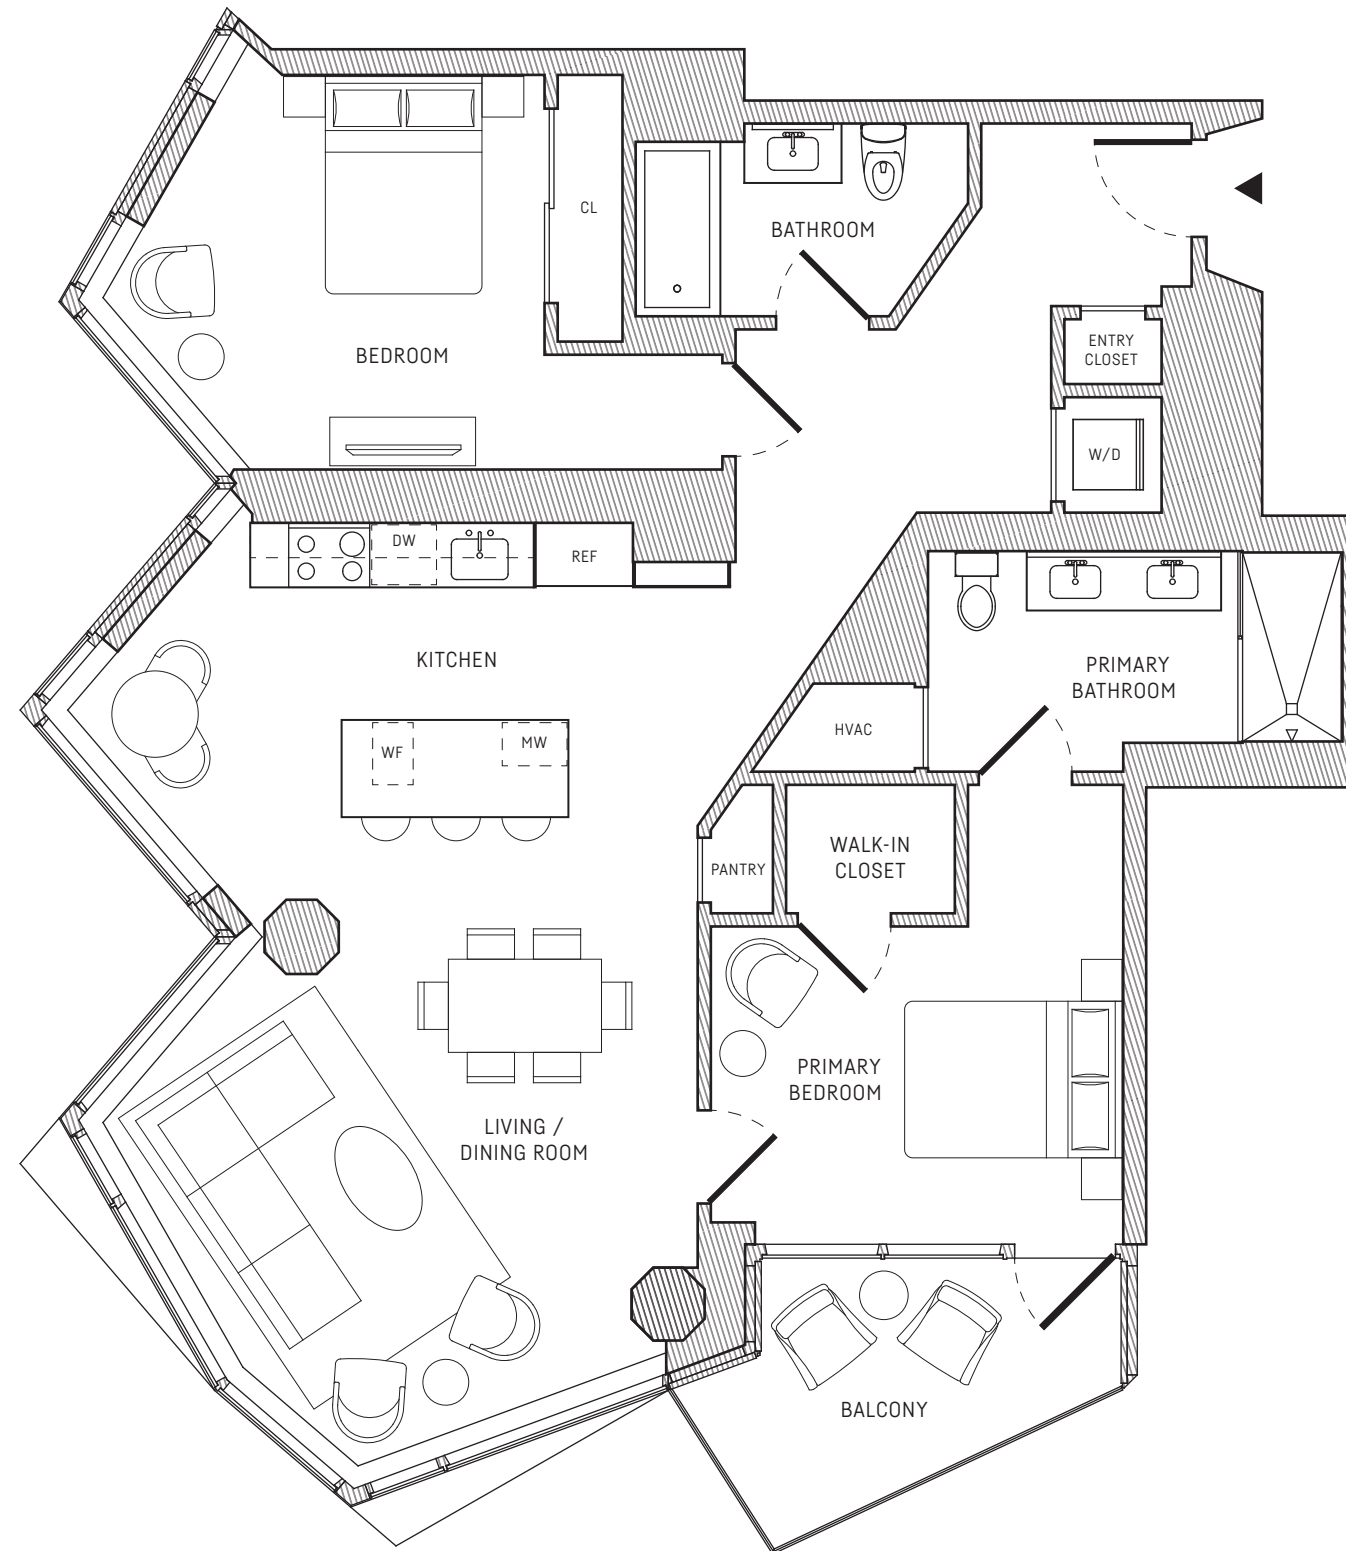 CL
BATHROOM
BEDROOM
ENTRY
CLOSET
W/D
DW
REF
KITCHEN
PRIMARY
BATHROOM
HVAC
WF
MW
WALK-IN
CLOSET
PANTRY
PRIMARY
BEDROOM
LIVING /
DINING ROOM
BALCONY